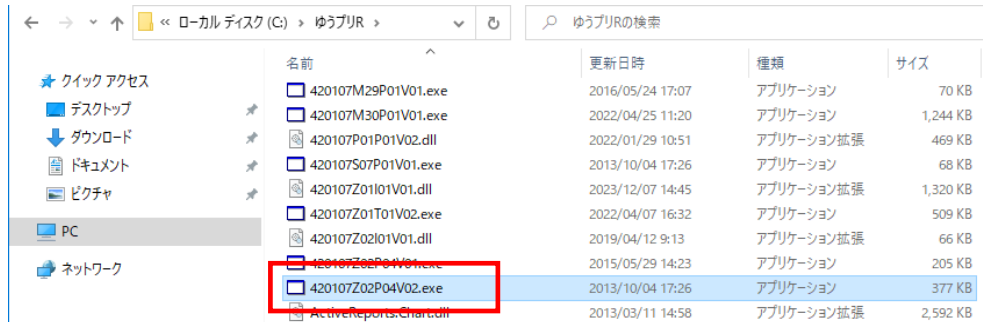 « ローカル ディスク (C:) › ゆうプリR ›
ゆうプリRの検索
名前 更新日時 種類 サイズ
クイック アクセス
デスクトップ
ダウンロード
ドキュメント
ピクチャ
PC
ネットワーク
420107M29P01V01.exe 2016/05/24 17:07 アプリケーション 70 KB
420107M30P01V01.exe 2022/04/25 11:20 アプリケーション 1,244 KB
420107P01P01V02.dll 2022/01/29 10:51 アプリケーション拡張 469 KB
420107S07P01V01.exe 2013/10/04 17:26 アプリケーション 68 KB
420107Z01I01V01.dll 2023/12/07 14:45 アプリケーション拡張 1,320 KB
420107Z01T01V02.exe 2022/04/07 16:32 アプリケーション 509 KB
420107Z02I01V01.dll 2019/04/12 9:13 アプリケーション拡張 66 KB
420107Z02P04V01.exe 2015/05/29 14:23 アプリケーション 205 KB
420107Z02P04V02.exe 2013/10/04 17:26 アプリケーション 377 KB
ActiveReports.Chart.dll 2013/03/11 14:58 アプリケーション拡張 2,592 KB